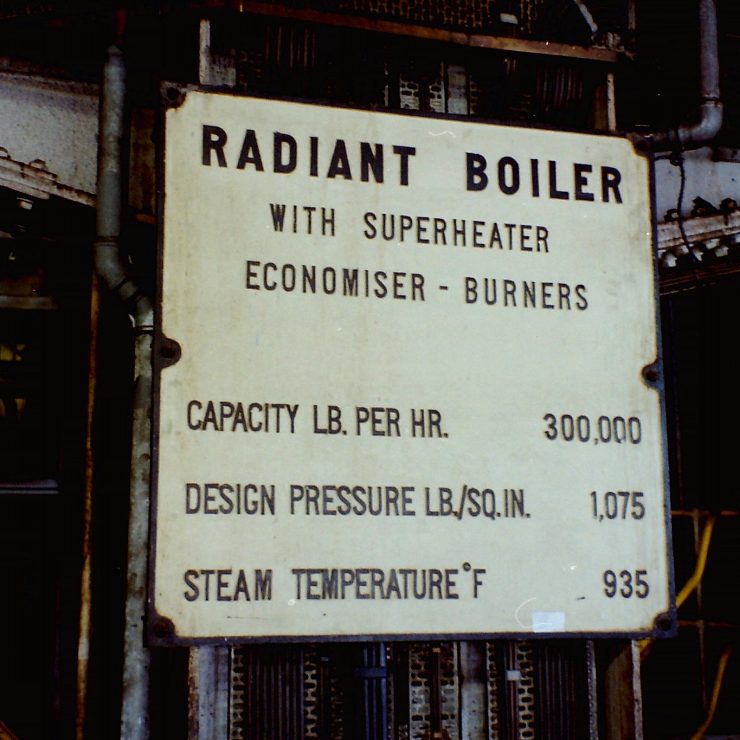 RADIANT BOILER
WITH SUPERHEATER
ECONOMISER - BURNERS
CAPACITY LB. PER HR. 300,000
DESIGN PRESSURE LB./SQ.IN. 1,075
STEAM TEMPERATURE °F 935